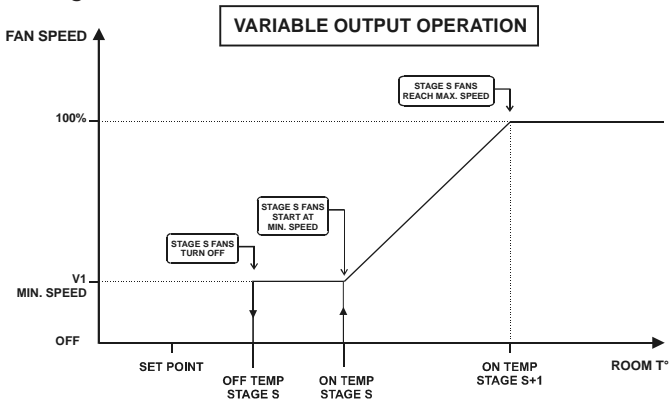 VARIABLE OUTPUT OPERATION
FAN SPEED
STAGE S FANS
REACH MAX. SPEED
100%
STAGE S FANS
START AT
MIN. SPEED
STAGE S FANS
TURN OFF
V1
MIN. SPEED
OFF
SET POINT
OFF TEMP
STAGE S
ON TEMP
STAGE S
ON TEMP
STAGE S+1
ROOM T°